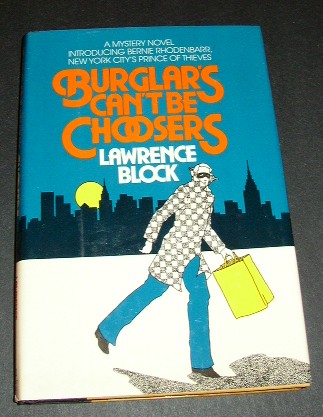 A MYSTERY NOVEL
INTRODUCING BERNIE RHODENBARR,
NEW YORK CITY'S PRINCE OF THIEVES
BURGLARS
CAN'T BE
CHOOSERS
LAWRENCE
BLOCK